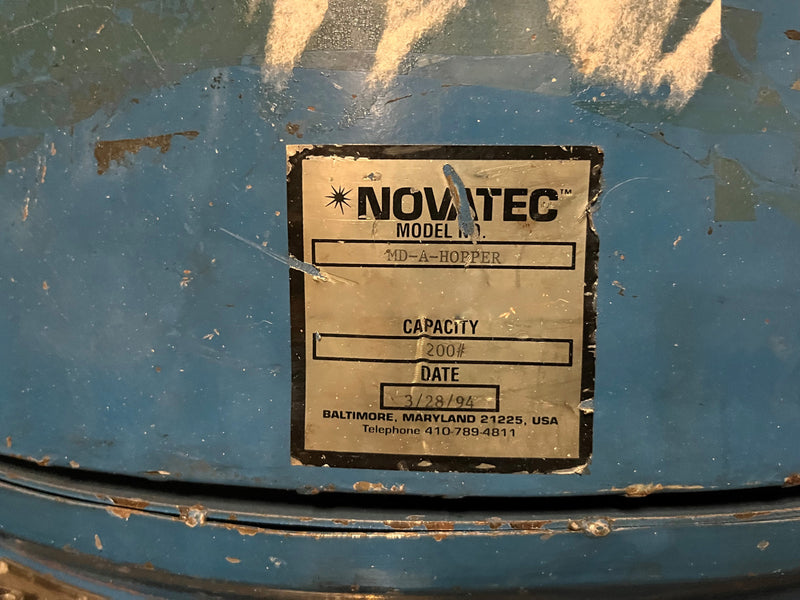 NOVATEC™
MODEL NO.
MD-A-HOPPER
CAPACITY
200#
DATE
3/28/94
BALTIMORE, MARYLAND 21225, USA
Telephone 410-789-4811